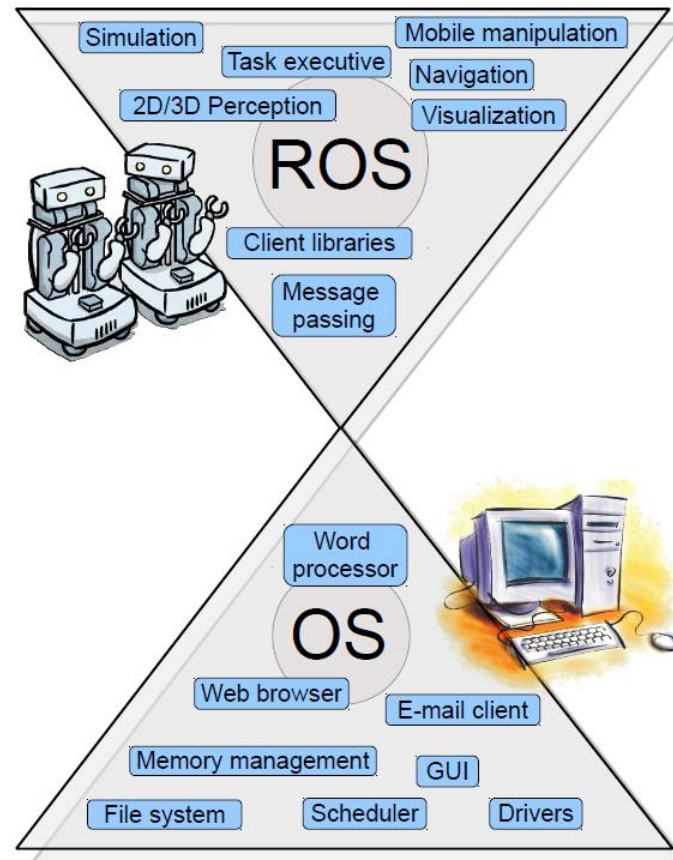 Simulation
Mobile manipulation
Task executive
Navigation
2D/3D Perception
Visualization
ROS
Client libraries
Message
passing
Word
processor
OS
Web browser
E-mail client
Memory management
GUI
File system
Scheduler
Drivers